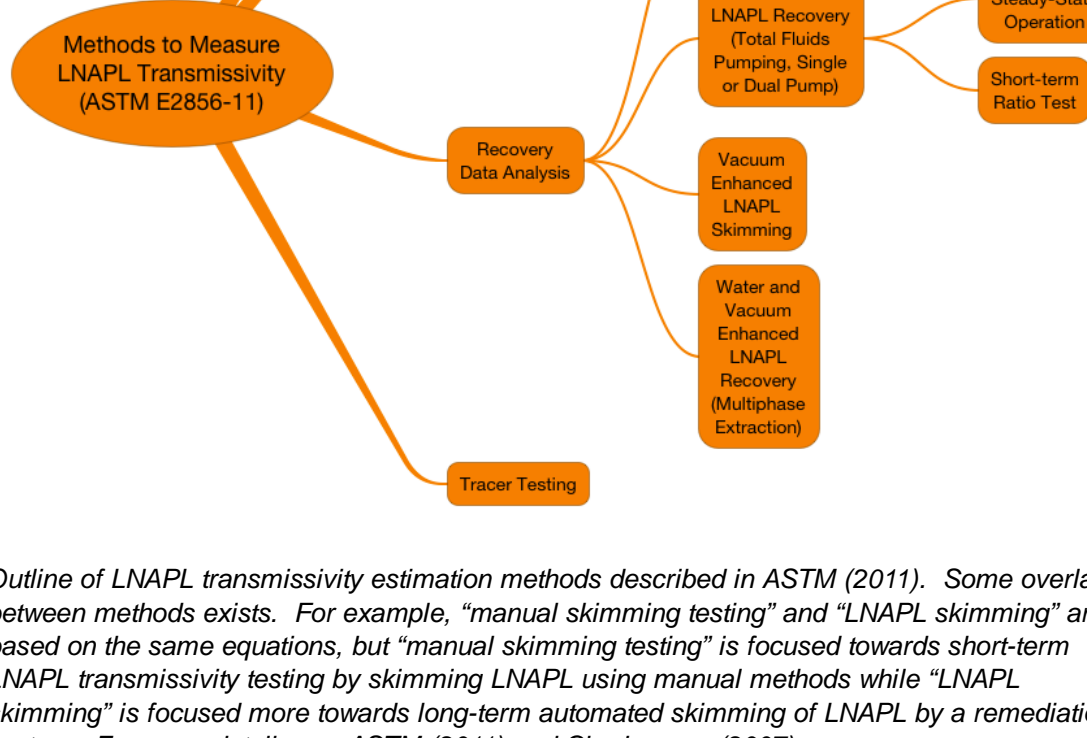 Methods to Measure
LNAPL Transmissivity
(ASTM E2856-11)
Recovery
Data Analysis
Tracer Testing
LNAPL Recovery
(Total Fluids
Pumping, Single
or Dual Pump)
Operation
Short-term
Ratio Test
Vacuum
Enhanced
LNAPL
Skimming
Water and
Vacuum
Enhanced
LNAPL
Recovery
(Multiphase
Extraction)
Outline of LNAPL transmissivity estimation methods described in ASTM (2011). Some overla
between methods exists. For example, “manual skimming testing” and “LNAPL skimming” ar
based on the same equations, but “manual skimming testing” is focused towards short-term
LNAPL transmissivity testing by skimming LNAPL using manual methods while “LNAPL
skimming” is focused more towards long-term automated skimming of LNAPL by a remediatio